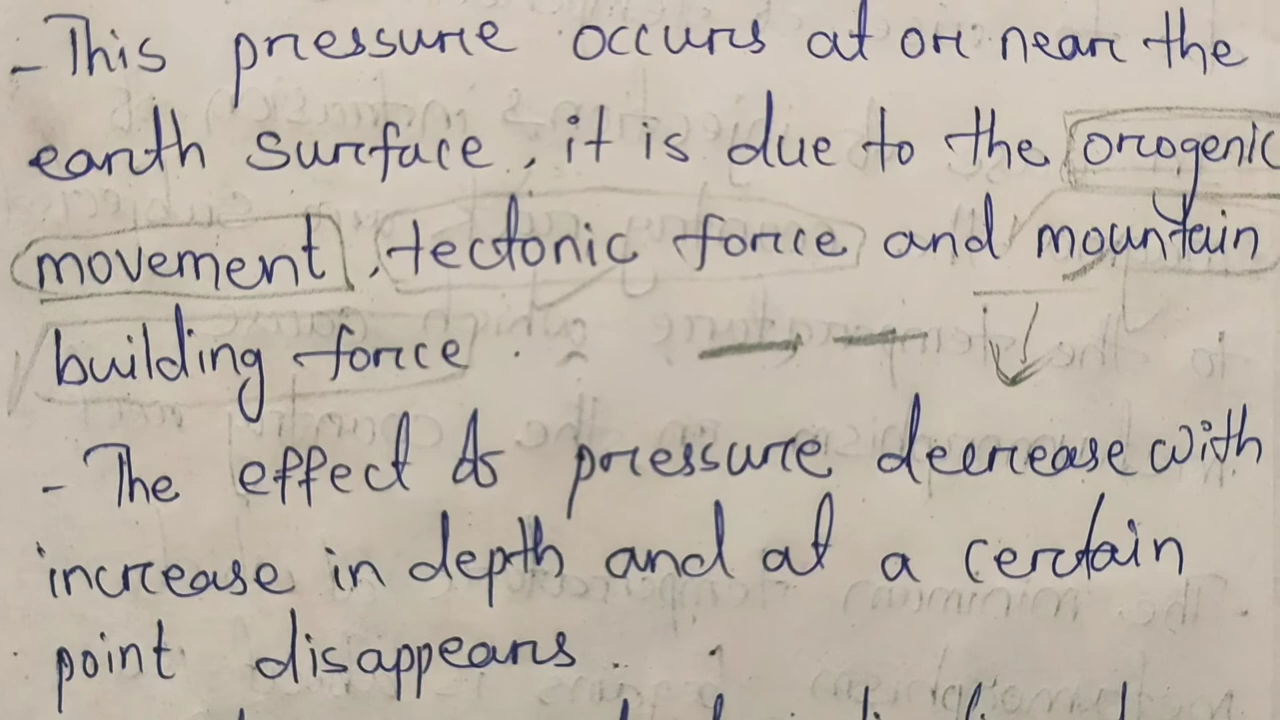 - This pressure occurs at or near the
earth surface, it is due to the orogenic
movement, tectonic force and mountain
building force.
- The effect of pressure decrease with
increase in depth and at a certain
point disappears.